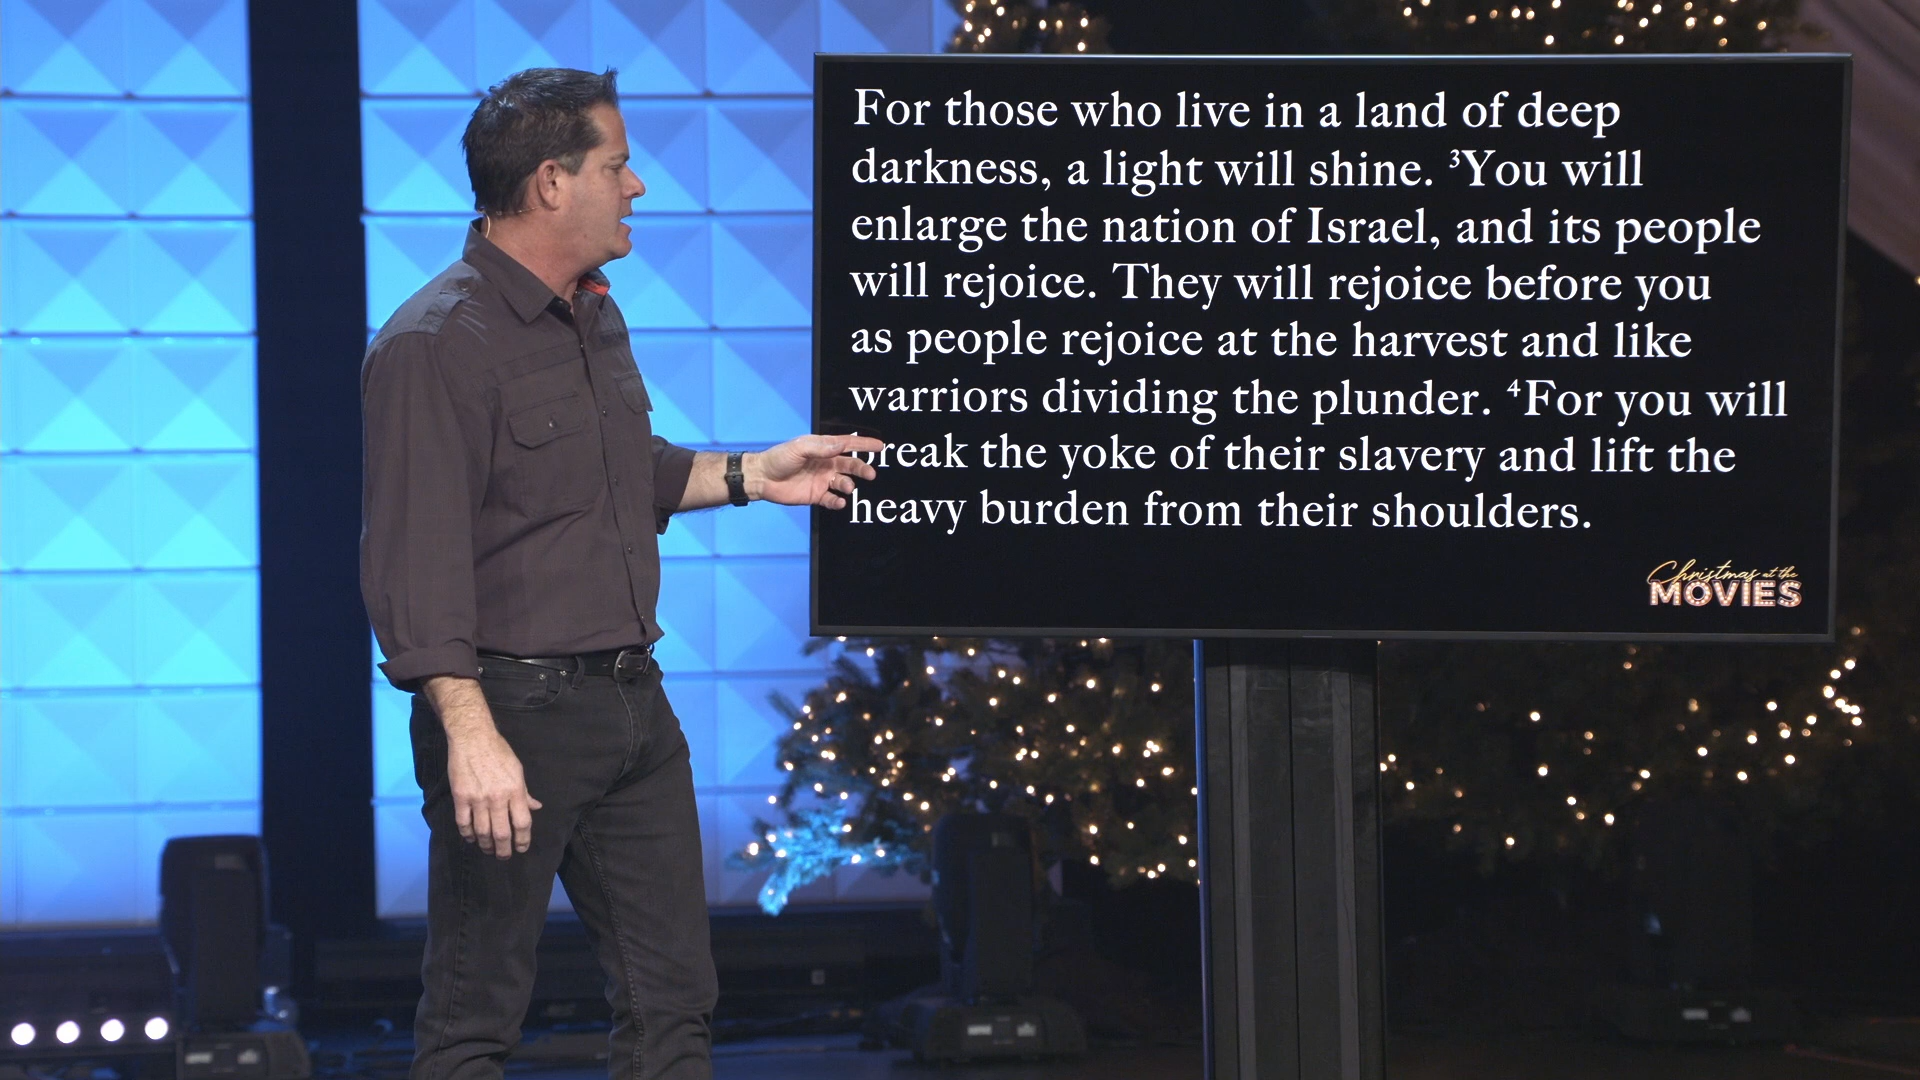 For those who live in a land of deep
darkness, a light will shine. ³You will
enlarge the nation of Israel, and its people
will rejoice. They will rejoice before you
as people rejoice at the harvest and like
warriors dividing the plunder. ⁴For you will
break the yoke of their slavery and lift the
heavy burden from their shoulders.
Christmas at the
MOVIES